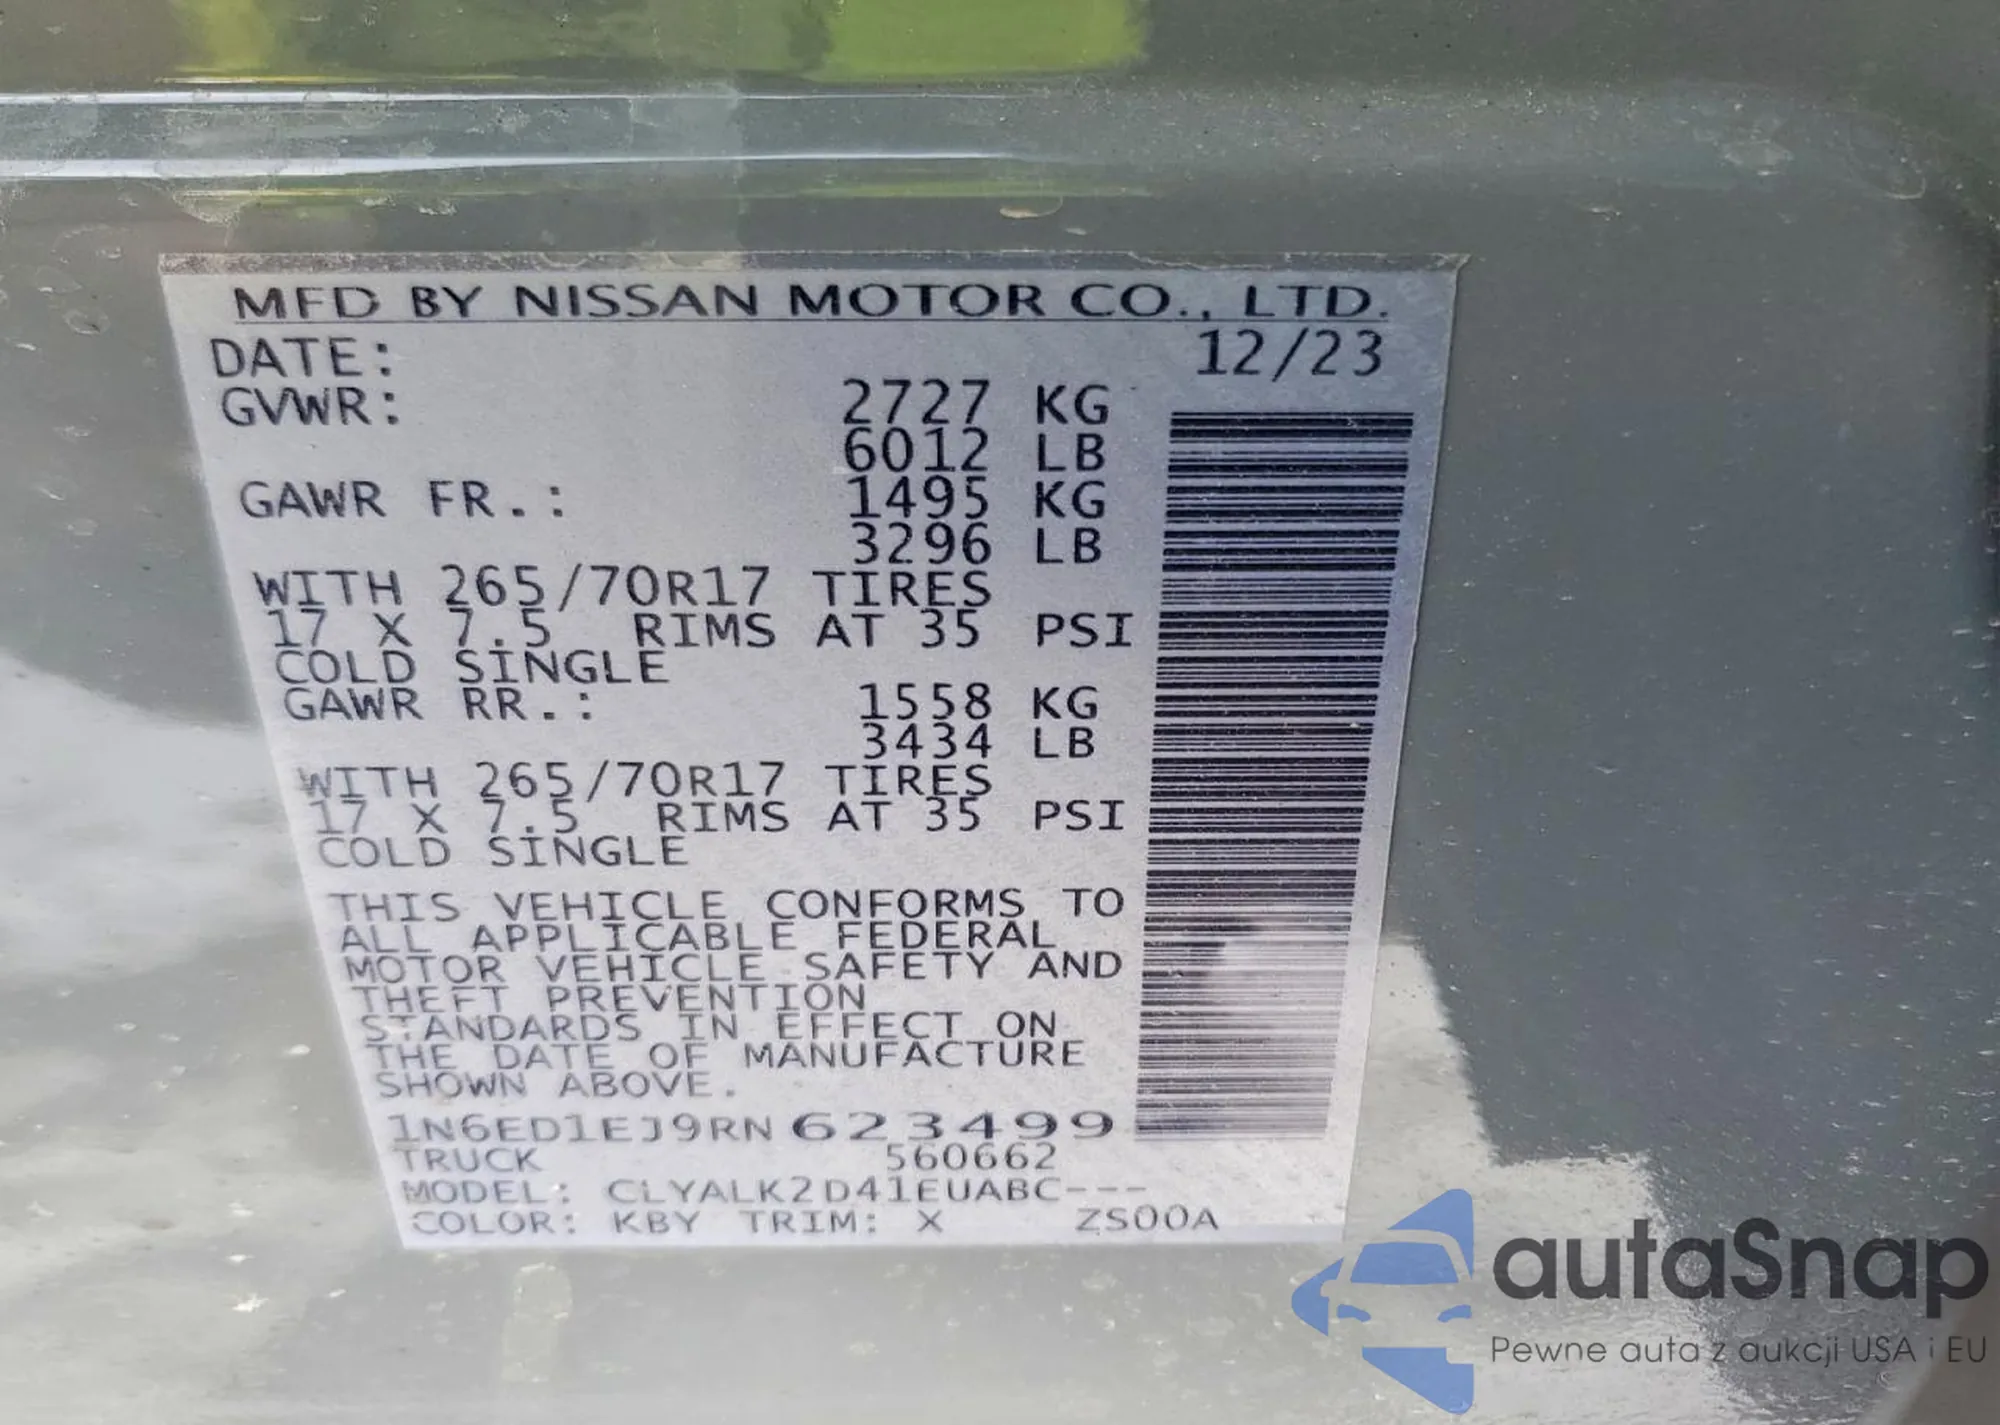 MFD BY NISSAN MOTOR CO., LTD.
DATE: 12/23
GVWR: 2727 KG
6012 LB
GAWR FR.: 1495 KG
3296 LB
WITH 265/70R17 TIRES
17 X 7.5 RIMS AT 35 PSI
COLD SINGLE
GAWR RR.: 1558 KG
3434 LB
WITH 265/70R17 TIRES
17 X 7.5 RIMS AT 35 PSI
COLD SINGLE
THIS VEHICLE CONFORMS TO
ALL APPLICABLE FEDERAL
MOTOR VEHICLE SAFETY AND
THEFT PREVENTION
STANDARDS IN EFFECT ON
THE DATE OF MANUFACTURE
SHOWN ABOVE.
1N6ED1EJ9RN623499
TRUCK 560662
MODEL: CLYALK2D41EUABC---
COLOR: KBY TRIM: X ZS00A
autaSnap
Pewne auta z aukcji USA i EU